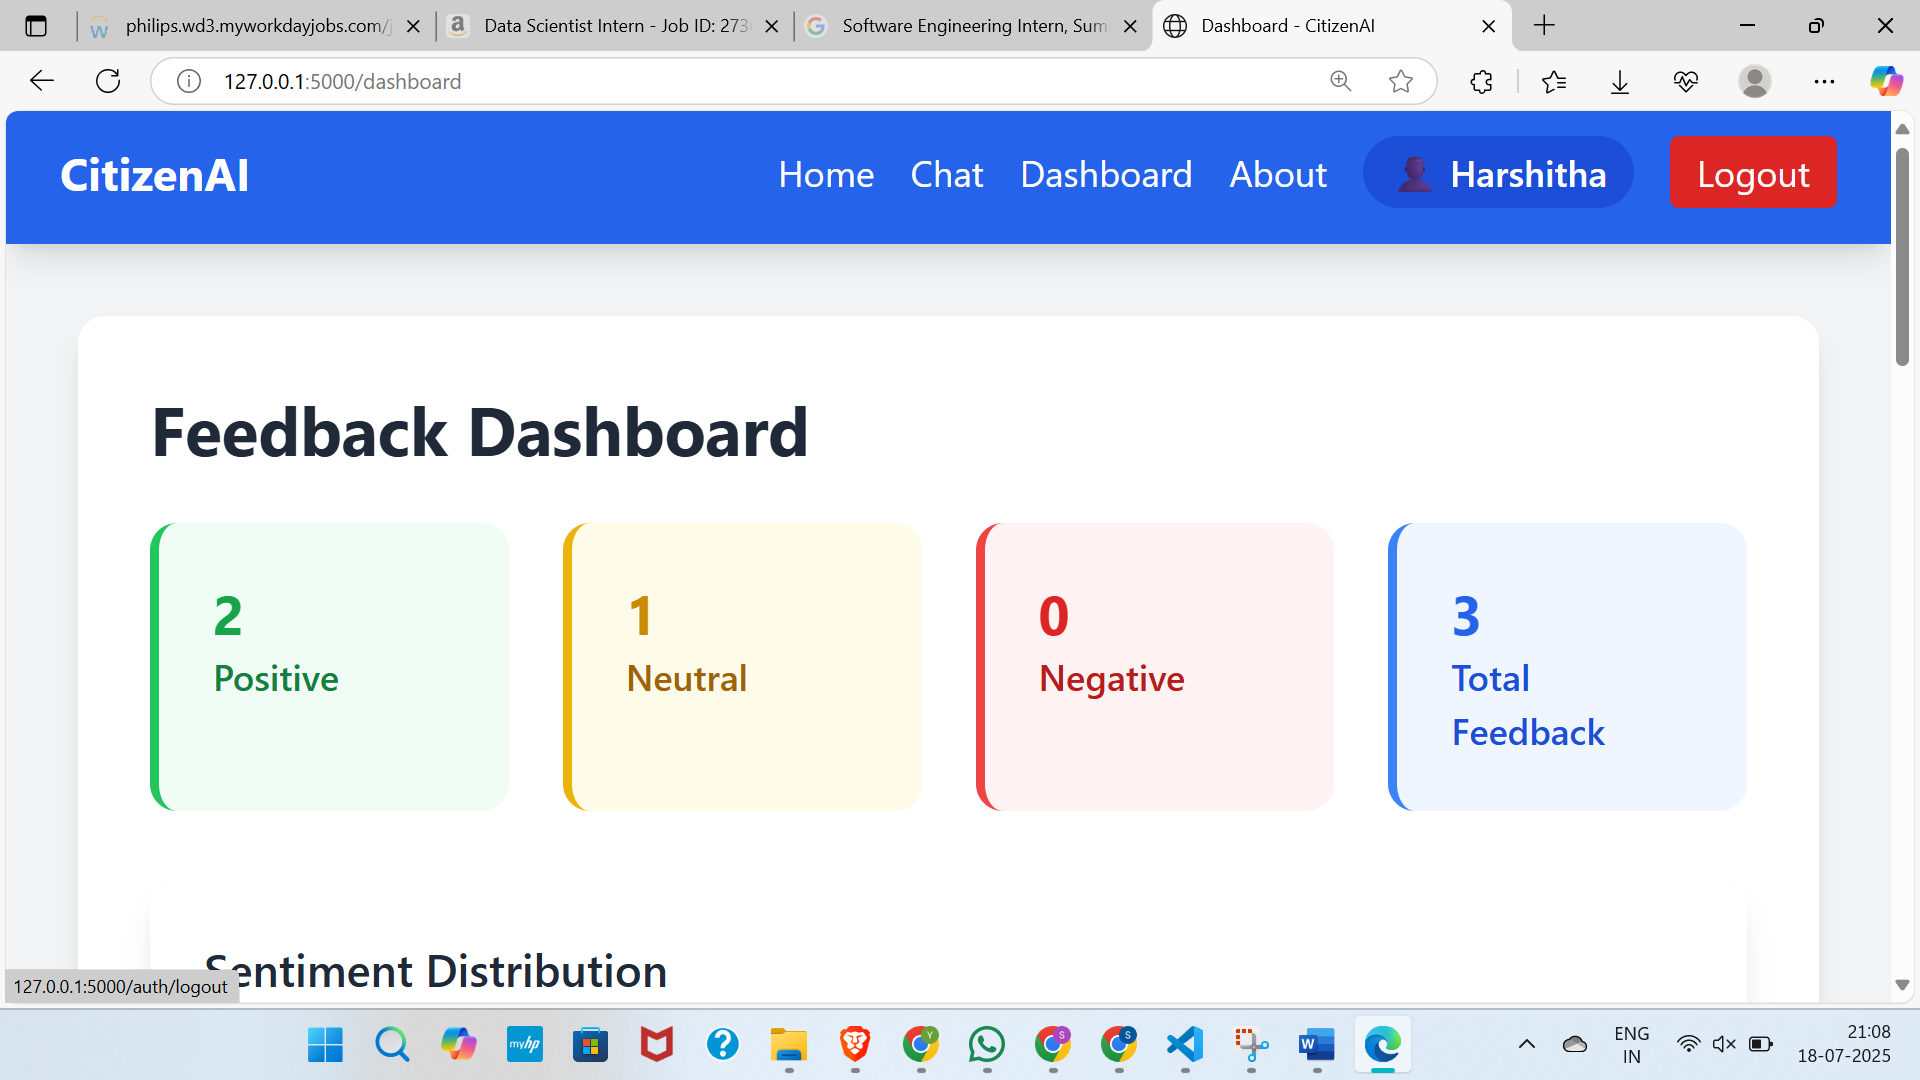 philips.wd3.myworkdayjobs.com/j
Data Scientist Intern - Job ID: 273
Software Engineering Intern, Sum
Dashboard - CitizenAI
127.0.0.1:5000/dashboard
CitizenAI
Home
Chat
Dashboard
About
Harshitha
Logout
Feedback Dashboard
2
Positive
1
Neutral
0
Negative
3
Total
Feedback
Sentiment Distribution
127.0.0.1:5000/auth/logout
myhp
Y
S
S
W
ENG
IN
21:08
18-07-2025